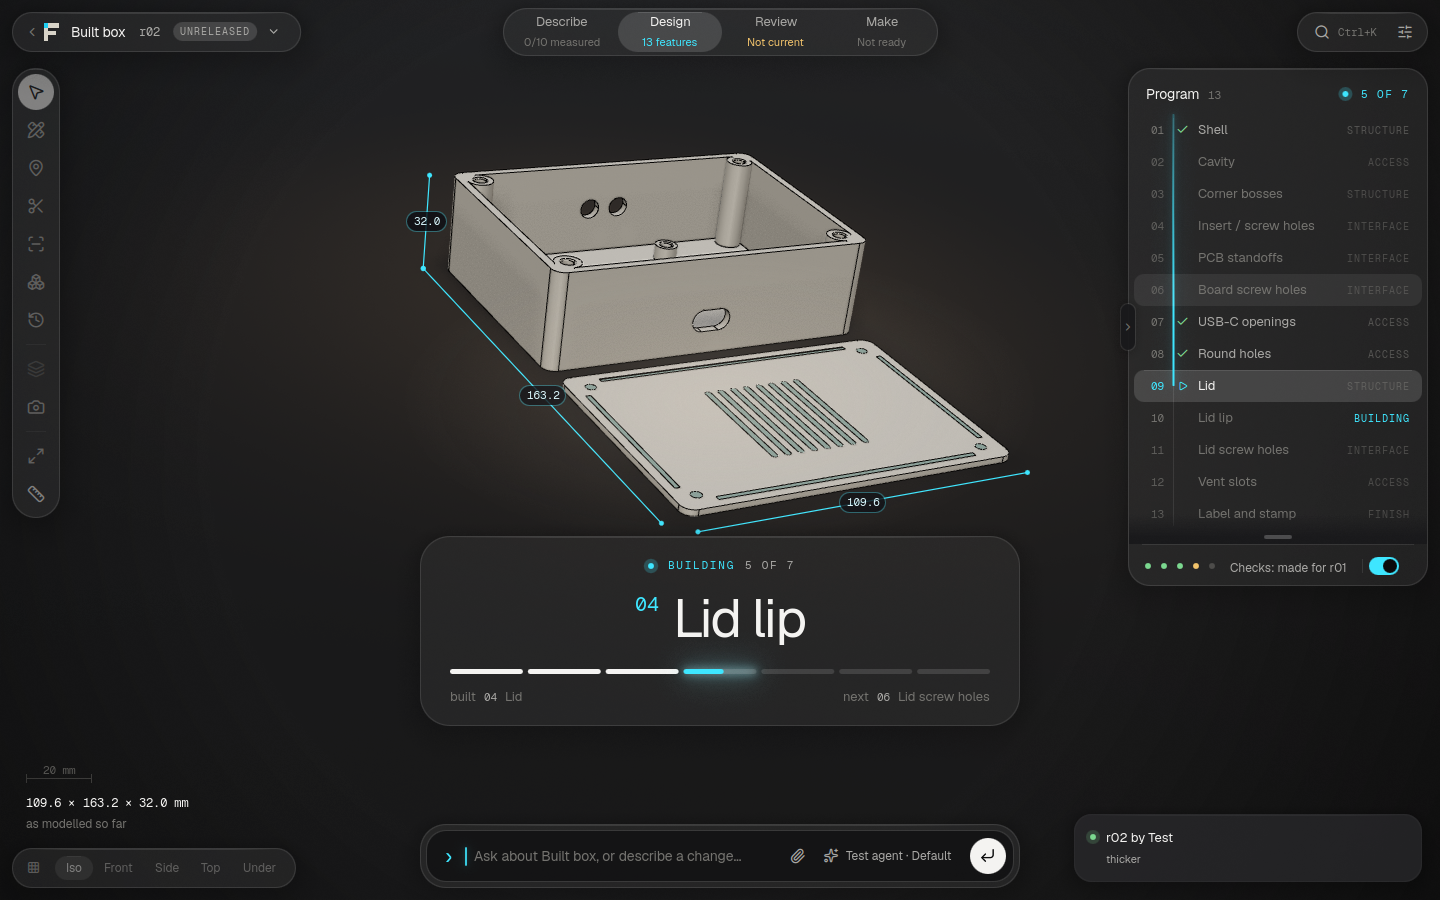 Built box r02 UNRELEASED
Describe
0/10 measured
Design
13 features
Review
Not current
Make
Not ready
Ctrl+K
Program 13
5 OF 7
01 Shell STRUCTURE
02 Cavity ACCESS
03 Corner bosses STRUCTURE
04 Insert / screw holes INTERFACE
05 PCB standoffs INTERFACE
06 Board screw holes INTERFACE
07 USB-C openings ACCESS
08 Round holes ACCESS
09 Lid STRUCTURE
10 Lid lip BUILDING
11 Lid screw holes INTERFACE
12 Vent slots ACCESS
13 Label and stamp FINISH
Checks: made for r01
32.0
163.2
109.6
BUILDING 5 OF 7
04 Lid lip
built 04 Lid
next 06 Lid screw holes
20 mm
109.6 × 163.2 × 32.0 mm
as modelled so far
Iso Front Side Top Under
Ask about Built box, or describe a change…
Test agent · Default
r02 by Test
thicker